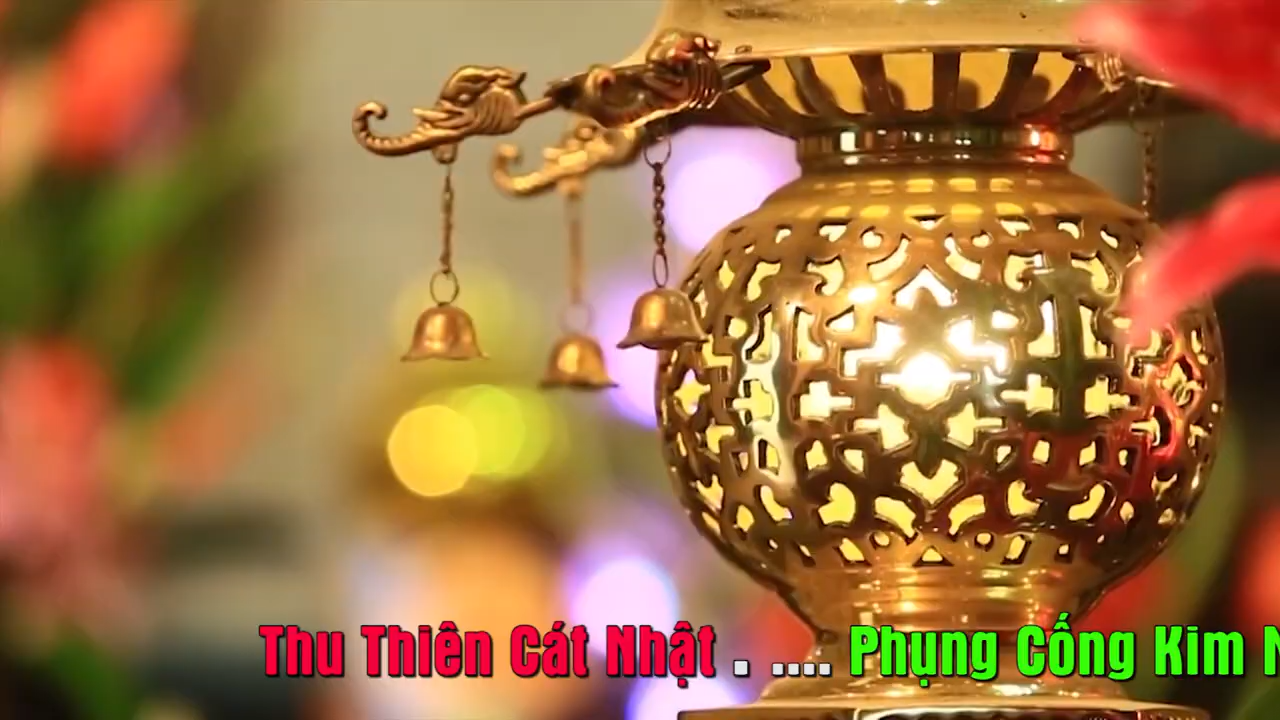 Thu Thiên Cát Nhật . .... Phụng Cống Kim